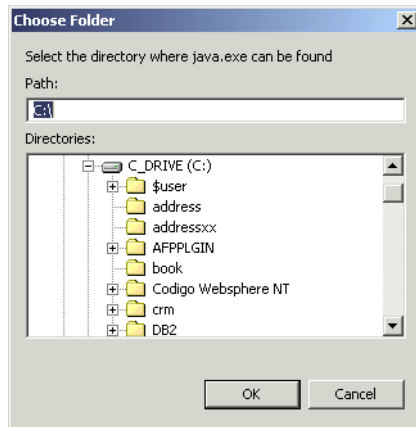 Choose Folder
Select the directory where java.exe can be found
Path:
C:\
Directories:
C_DRIVE (C:)
$user
address
addressxx
AFPPLGIN
book
Codigo Websphere NT
crm
DB2
OK
Cancel